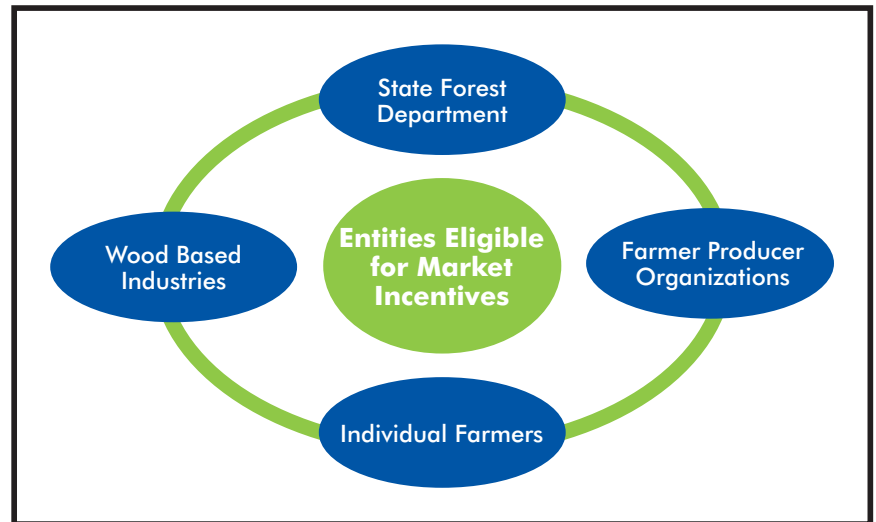 State Forest
Department
Entities Eligible
for Market
Incentives
Wood Based
Industries
Farmer Producer
Organizations
Individual Farmers